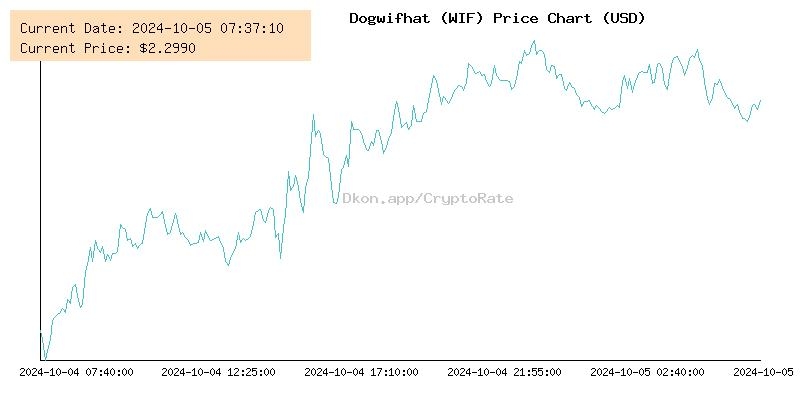 Dogwifhat (WIF) Price Chart (USD)
Current Date: 2024-10-05 07:37:10
Current Price: $2.2990
Dkon.app/CryptoRate
2024-10-04 07:40:00 2024-10-04 12:25:00 2024-10-04 17:10:00 2024-10-04 21:55:00 2024-10-05 02:40:00 2024-10-05